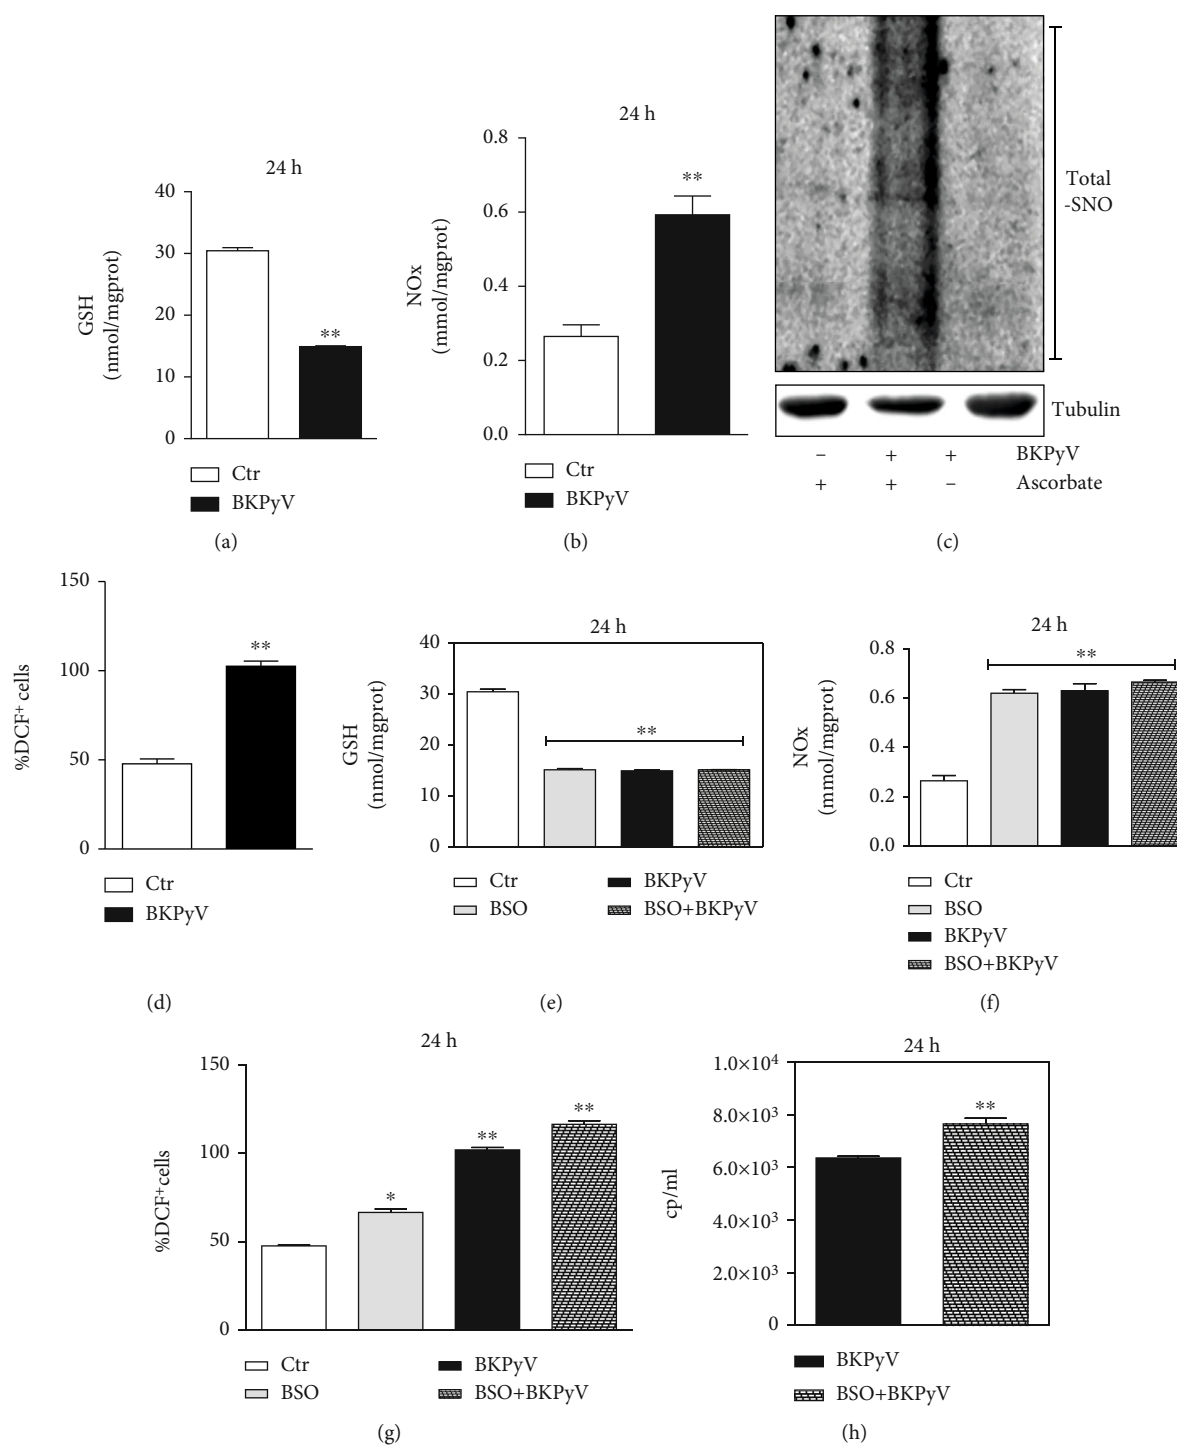 24 h
40
30
20
10
0
GSH
(nmol/mgprot)
**
Ctr
BKPyV
(a)
24 h
0.8
0.6
0.4
0.2
0.0
NOx
(mmol/mgprot)
**
Ctr
BKPyV
(b)
Total
-SNO
Tubulin
− + + BKPyV
+ + − Ascorbate
(c)
150
100
50
0
%DCF⁺ cells
**
Ctr
BKPyV
(d)
24 h
40
30
20
10
0
GSH
(nmol/mgprot)
**
Ctr
BSO
BKPyV
BSO+BKPyV
(e)
24 h
0.8
0.6
0.4
0.2
0.0
NOx
(mmol/mgprot)
**
Ctr
BSO
BKPyV
BSO+BKPyV
(f)
24 h
150
100
50
0
%DCF⁺cells
*
**
**
Ctr
BSO
BKPyV
BSO+BKPyV
(g)
24 h
1.0×10⁴
8.0×10³
6.0×10³
4.0×10³
2.0×10³
0
cp/ml
**
BKPyV
BSO+BKPyV
(h)